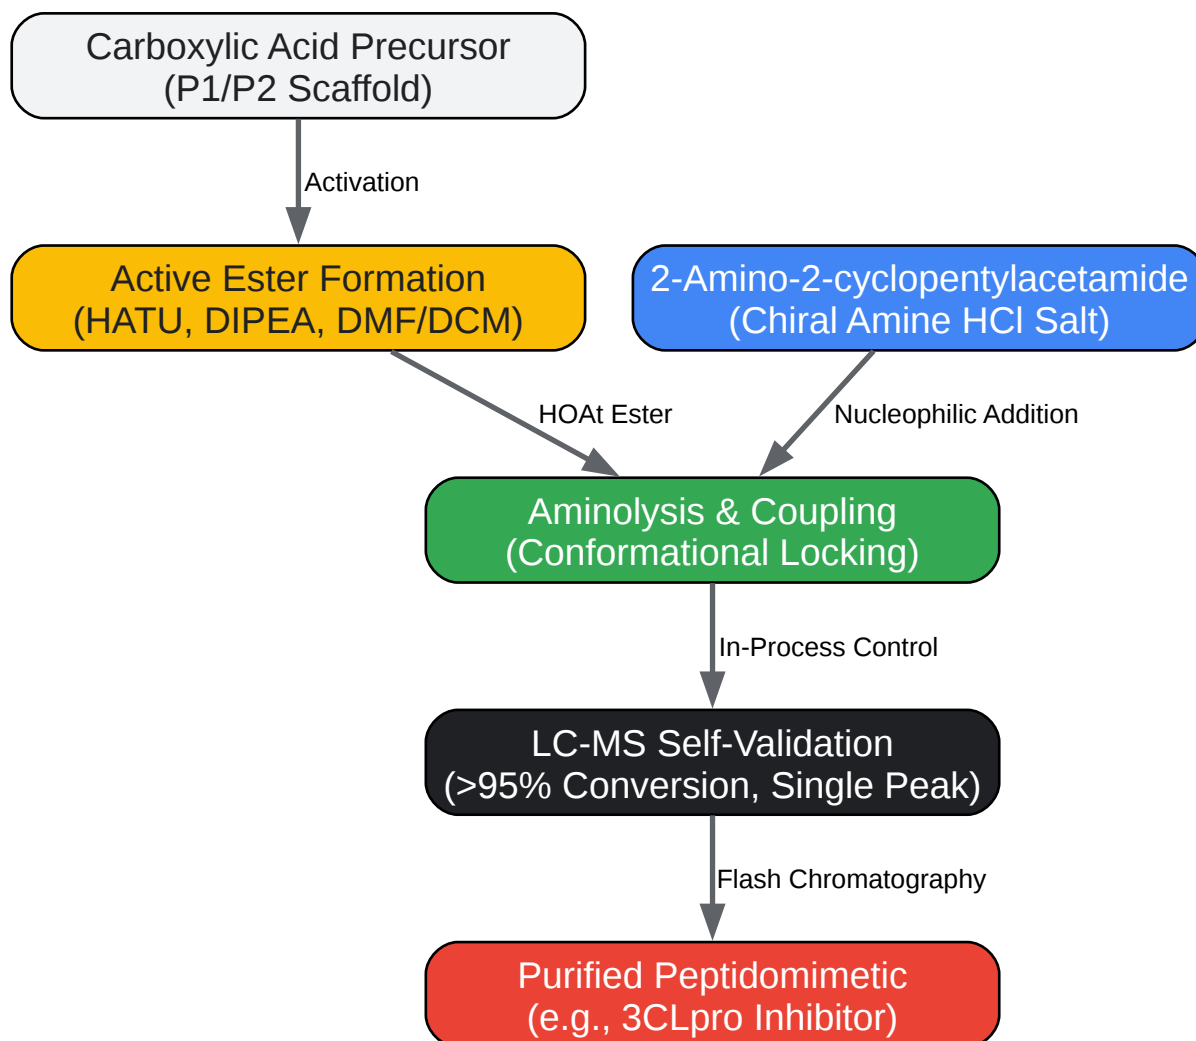 Carboxylic Acid Precursor
(P1/P2 Scaffold)
Activation
Active Ester Formation
(HATU, DIPEA, DMF/DCM)
2-Amino-2-cyclopentylacetamide
(Chiral Amine HCl Salt)
HOAt Ester
Nucleophilic Addition
Aminolysis & Coupling
(Conformational Locking)
In-Process Control
LC-MS Self-Validation
(>95% Conversion, Single Peak)
Flash Chromatography
Purified Peptidomimetic
(e.g., 3CLpro Inhibitor)